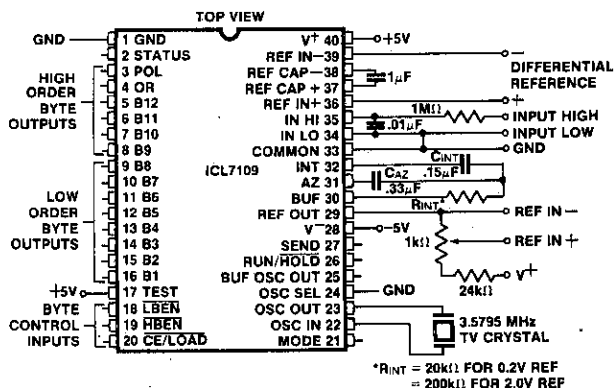 TOP VIEW
GND
1 GND
2 STATUS
3 POL
4 OR
5 B12
6 B11
7 B10
8 B9
9 B8
10 B7
11 B6
12 B5
13 B4
14 B3
15 B2
16 B1
17 TEST
18 LBEN
19 HBEN
20 CE/LOAD
HIGH
ORDER
BYTE
OUTPUTS
LOW
ORDER
BYTE
OUTPUTS
+5V
BYTE
CONTROL
INPUTS
ICL7109
V+ 40
REF IN− 39
REF CAP− 38
REF CAP + 37
REF IN+ 36
IN HI 35
IN LO 34
COMMON 33
INT 32
AZ 31
BUF 30
REF OUT 29
V− 28
SEND 27
RUN/HOLD 26
BUF OSC OUT 25
OSC SEL 24
OSC OUT 23
OSC IN 22
MODE 21
+5V
−
DIFFERENTIAL
REFERENCE
1µF
+
1MΩ
INPUT HIGH
.01µF
INPUT LOW
GND
CINT
.15µF
CAZ
.33µF
RINT*
REF IN −
−5V
1kΩ
REF IN +
V+
24kΩ
GND
3.5795 MHz
TV CRYSTAL
*RINT = 20kΩ FOR 0.2V REF
= 200kΩ FOR 2.0V REF